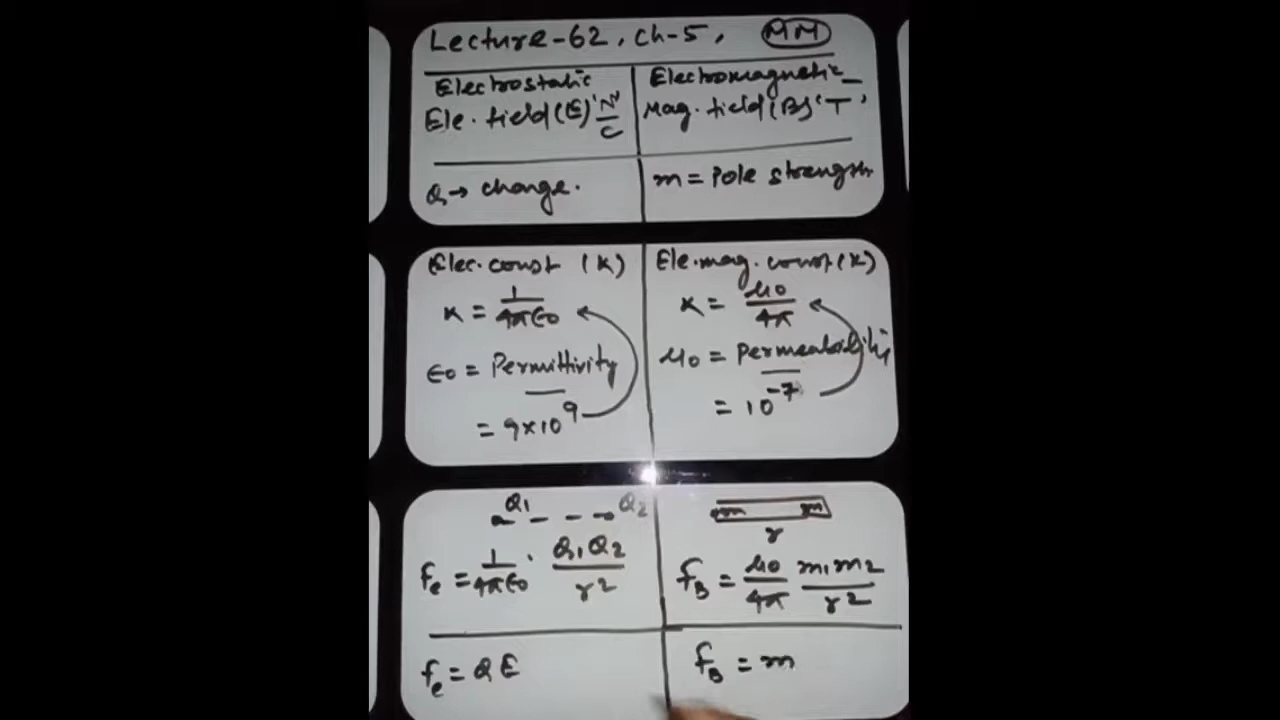 Lecture-62, Ch-5, MM
Electrostatic
Ele. field (E) 'N/C'
Electromagnetic
Mag. field (B) 'T'
Q → charge.
m = Pole strength
Elec. const (K)
K = 1/4πε0
ε0 = Permittivity
= 9×10^9
Ele. mag. const (K)
K = μ0/4π
μ0 = Permeability
= 10^-7
Q1 Q2
Fe = 1/4πε0 · Q1Q2/r2
m m
r
FB = μ0/4π m1m2/r2
Fe = QE
FB = m